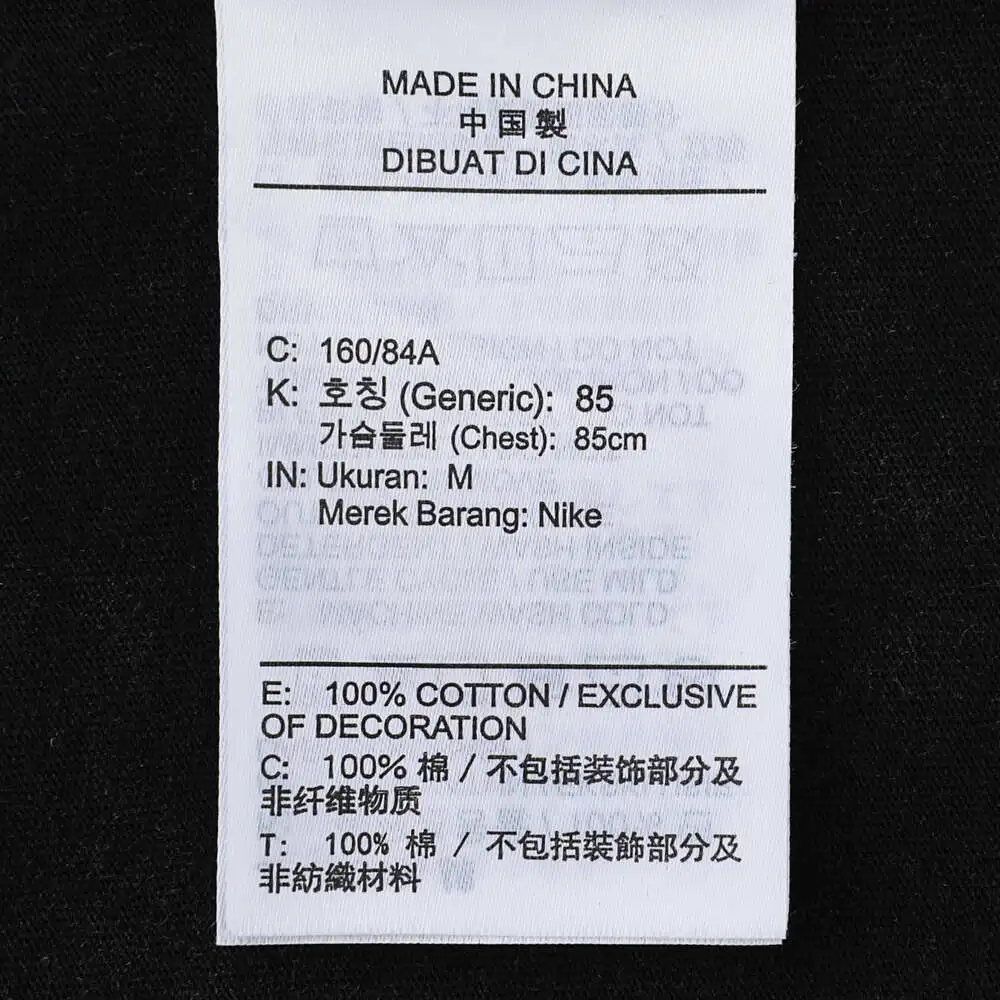 MADE IN CHINA
中国製
DIBUAT DI CINA
C: 160/84A
K: 호칭 (Generic): 85
가슴둘레 (Chest): 85cm
IN: Ukuran: M
Merek Barang: Nike
E: 100% COTTON / EXCLUSIVE
OF DECORATION
C: 100% 棉 / 不包括装饰部分及
非纤维物质
T: 100% 棉 / 不包括裝飾部分及
非紡織材料